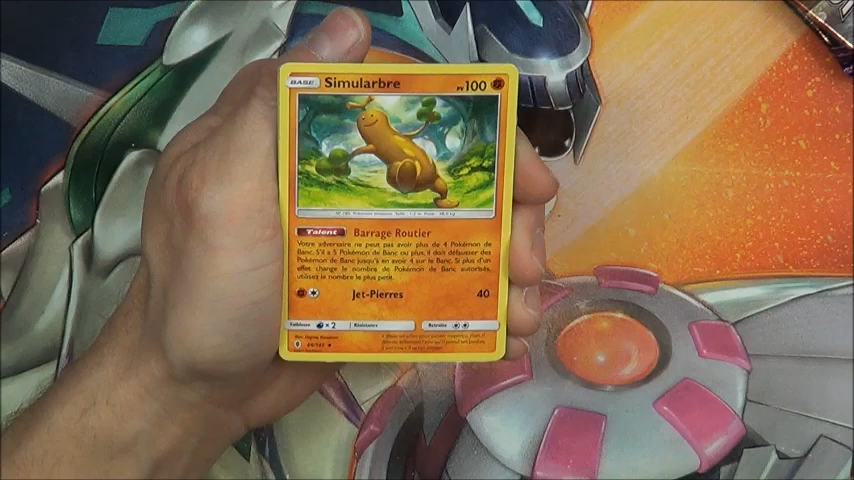 BASE Simularbre PV 100
Talent Barrage Routier
Votre adversaire ne peut pas avoir plus de 4 Pokémon de
Banc. S'il a 5 Pokémon de Banc ou plus, il doit défausser des
Pokémon de Banc jusqu'à en avoir 4 sur le Banc. Si plus d'un
effet change le nombre de Pokémon de Banc autorisés,
utilisez le nombre le plus petit.
Jet-Pierres 40
Faiblesse × 2 Résistance Retraite